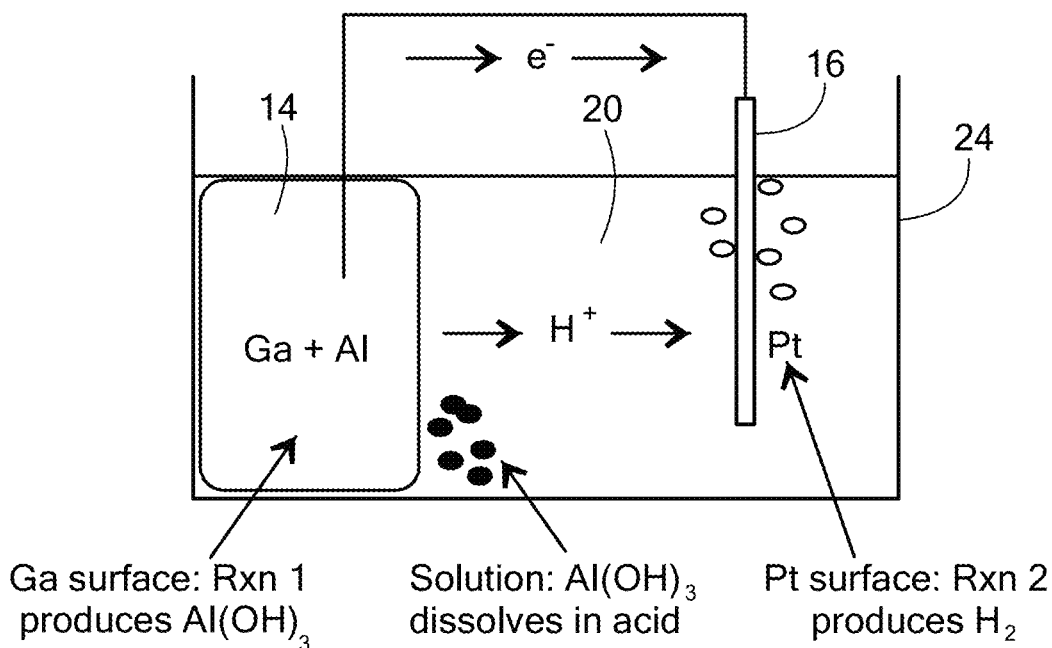 e⁻
16
14
20
24
H⁺
Ga + Al
Pt
Ga surface: Rxn 1
produces Al(OH)₃
Solution: Al(OH)₃
dissolves in acid
Pt surface: Rxn 2
produces H₂